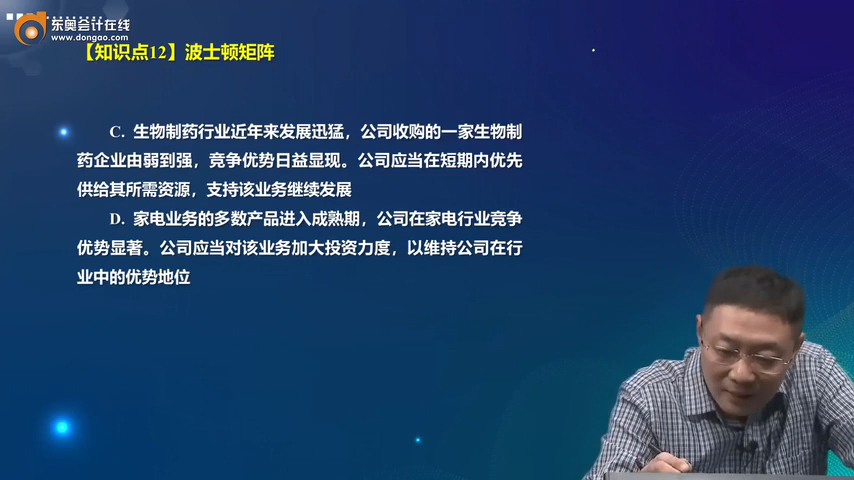 东奥会计在线
www.dongao.com
【知识点12】波士顿矩阵
C. 生物制药行业近年来发展迅猛，公司收购的一家生物制
药企业由弱到强，竞争优势日益显现。公司应当在短期内优先
供给其所需资源，支持该业务继续发展
D. 家电业务的多数产品进入成熟期，公司在家电行业竞争
优势显著。公司应当对该业务加大投资力度，以维持公司在行
业中的优势地位